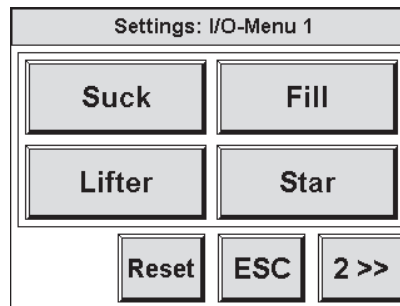 Settings: I/O-Menu 1
Suck Fill
Lifter Star
Reset ESC 2 >>